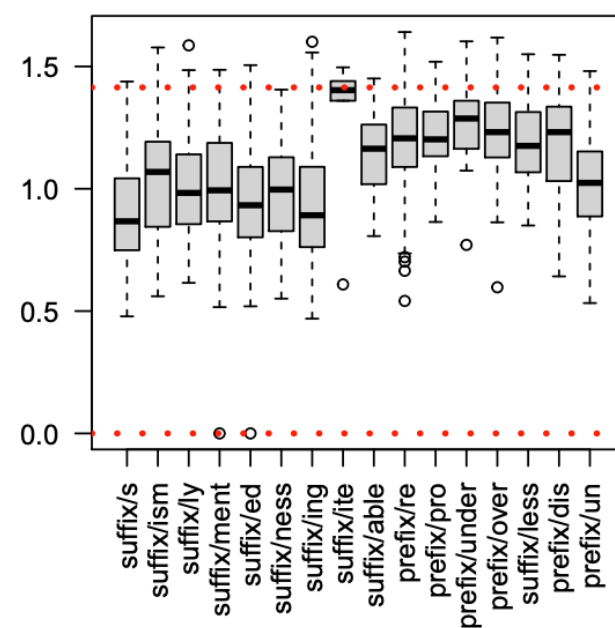 1.5
1.0
0.5
0.0
suffix/s
suffix/ism
suffix/ly
suffix/ment
suffix/ed
suffix/ness
suffix/ing
suffix/ite
suffix/able
prefix/re
prefix/pro
prefix/under
prefix/over
suffix/less
prefix/dis
prefix/un